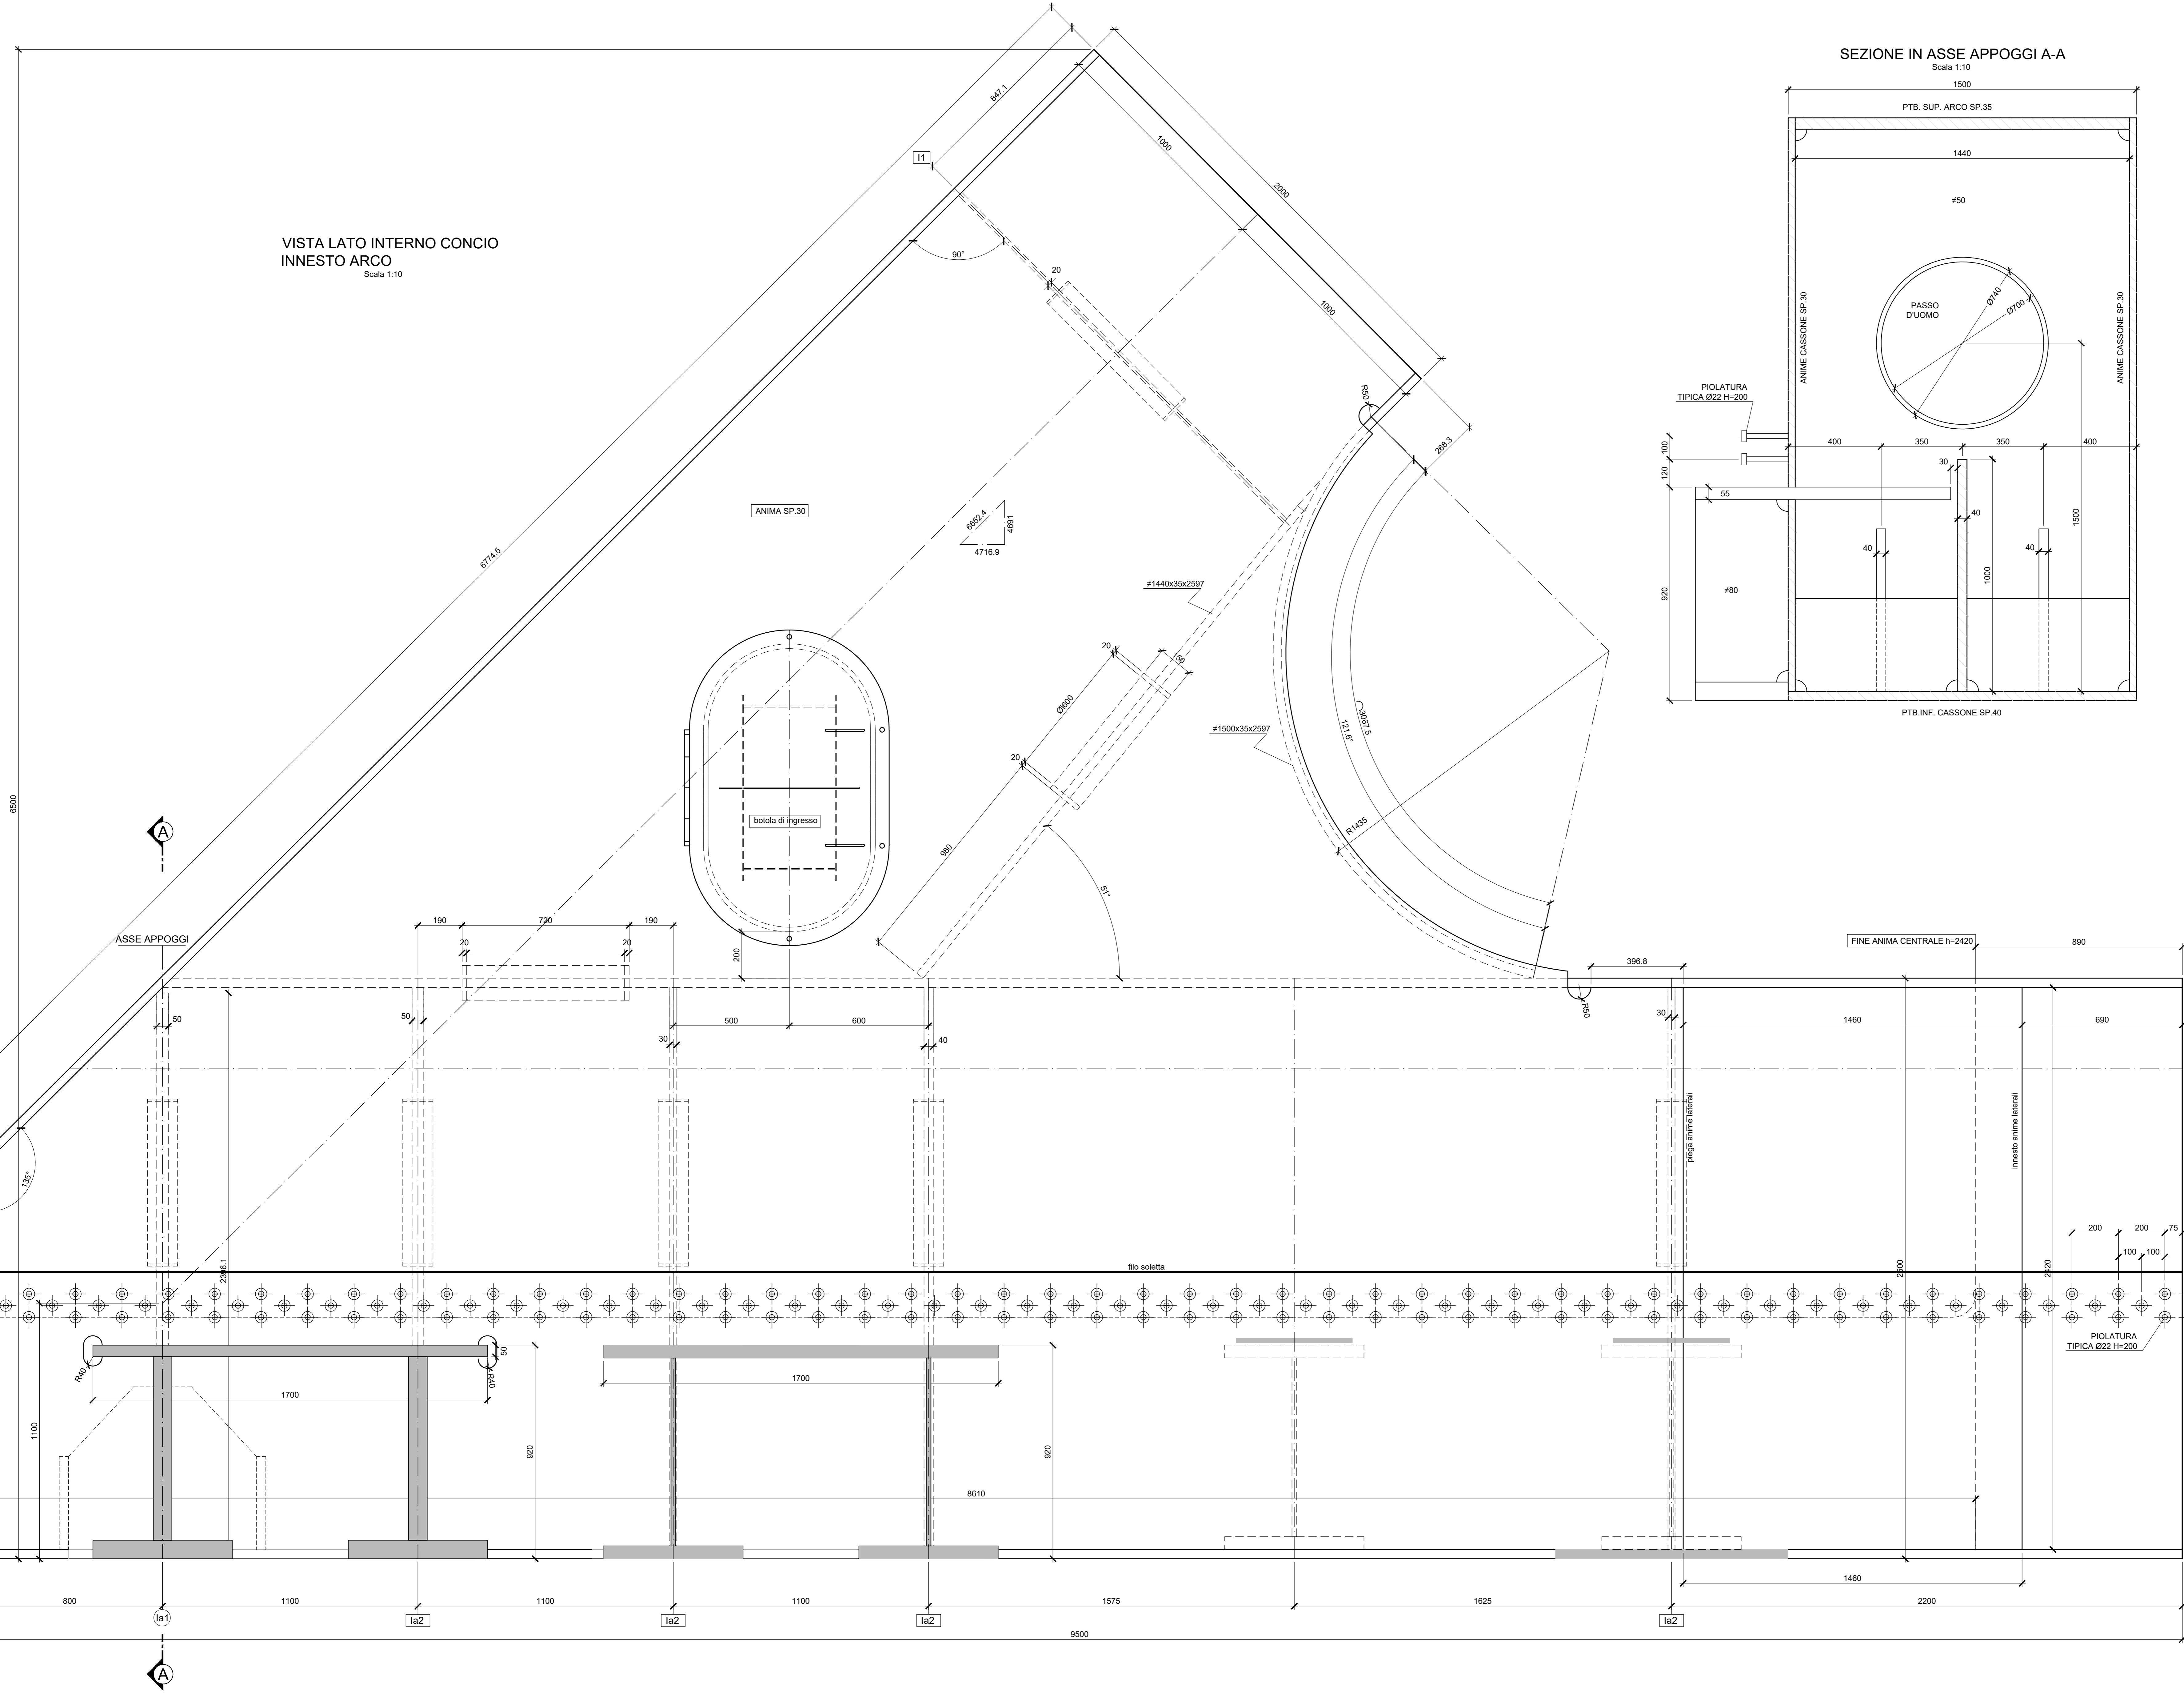 SEZIONE IN ASSE APPOGGI A-A
Scala 1:10
1500
PTB. SUP. ARCO SP.35
1440
≠50
ANIME CASSONE SP.30
PASSO
D'UOMO
Ø740
Ø700
ANIME CASSONE SP.30
PIOLATURA
TIPICA Ø22 H=200
100
120
400
350
350
400
30
55
40
40
40
1500
1000
920
≠80
PTB.INF. CASSONE SP.40
VISTA LATO INTERNO CONCIO
INNESTO ARCO
Scala 1:10
847.1
I1
1000
2000
90°
20
1000
R50
268.3
6774.5
6500
ANIMA SP.30
6652.4
4691
4716.9
≠1440x35x2597
≠1500x35x2597
20
150
Øi600
20
980
51°
3067.5
121.6°
R1435
botola di ingresso
A
ASSE APPOGGI
190
720
190
20
20
200
FINE ANIMA CENTRALE h=2420
890
396.8
R50
50
50
500
600
30
40
30
1460
690
piega anime laterali
innesto anime laterali
135°
2396.1
filo soletta
2500
2420
200
200
75
100
100
PIOLATURA
TIPICA Ø22 H=200
R40
R40
50
1700
1700
1100
920
920
8610
1460
800
1100
1100
1100
1575
1625
2200
Ia1
Ia2
Ia2
Ia2
Ia2
9500
A